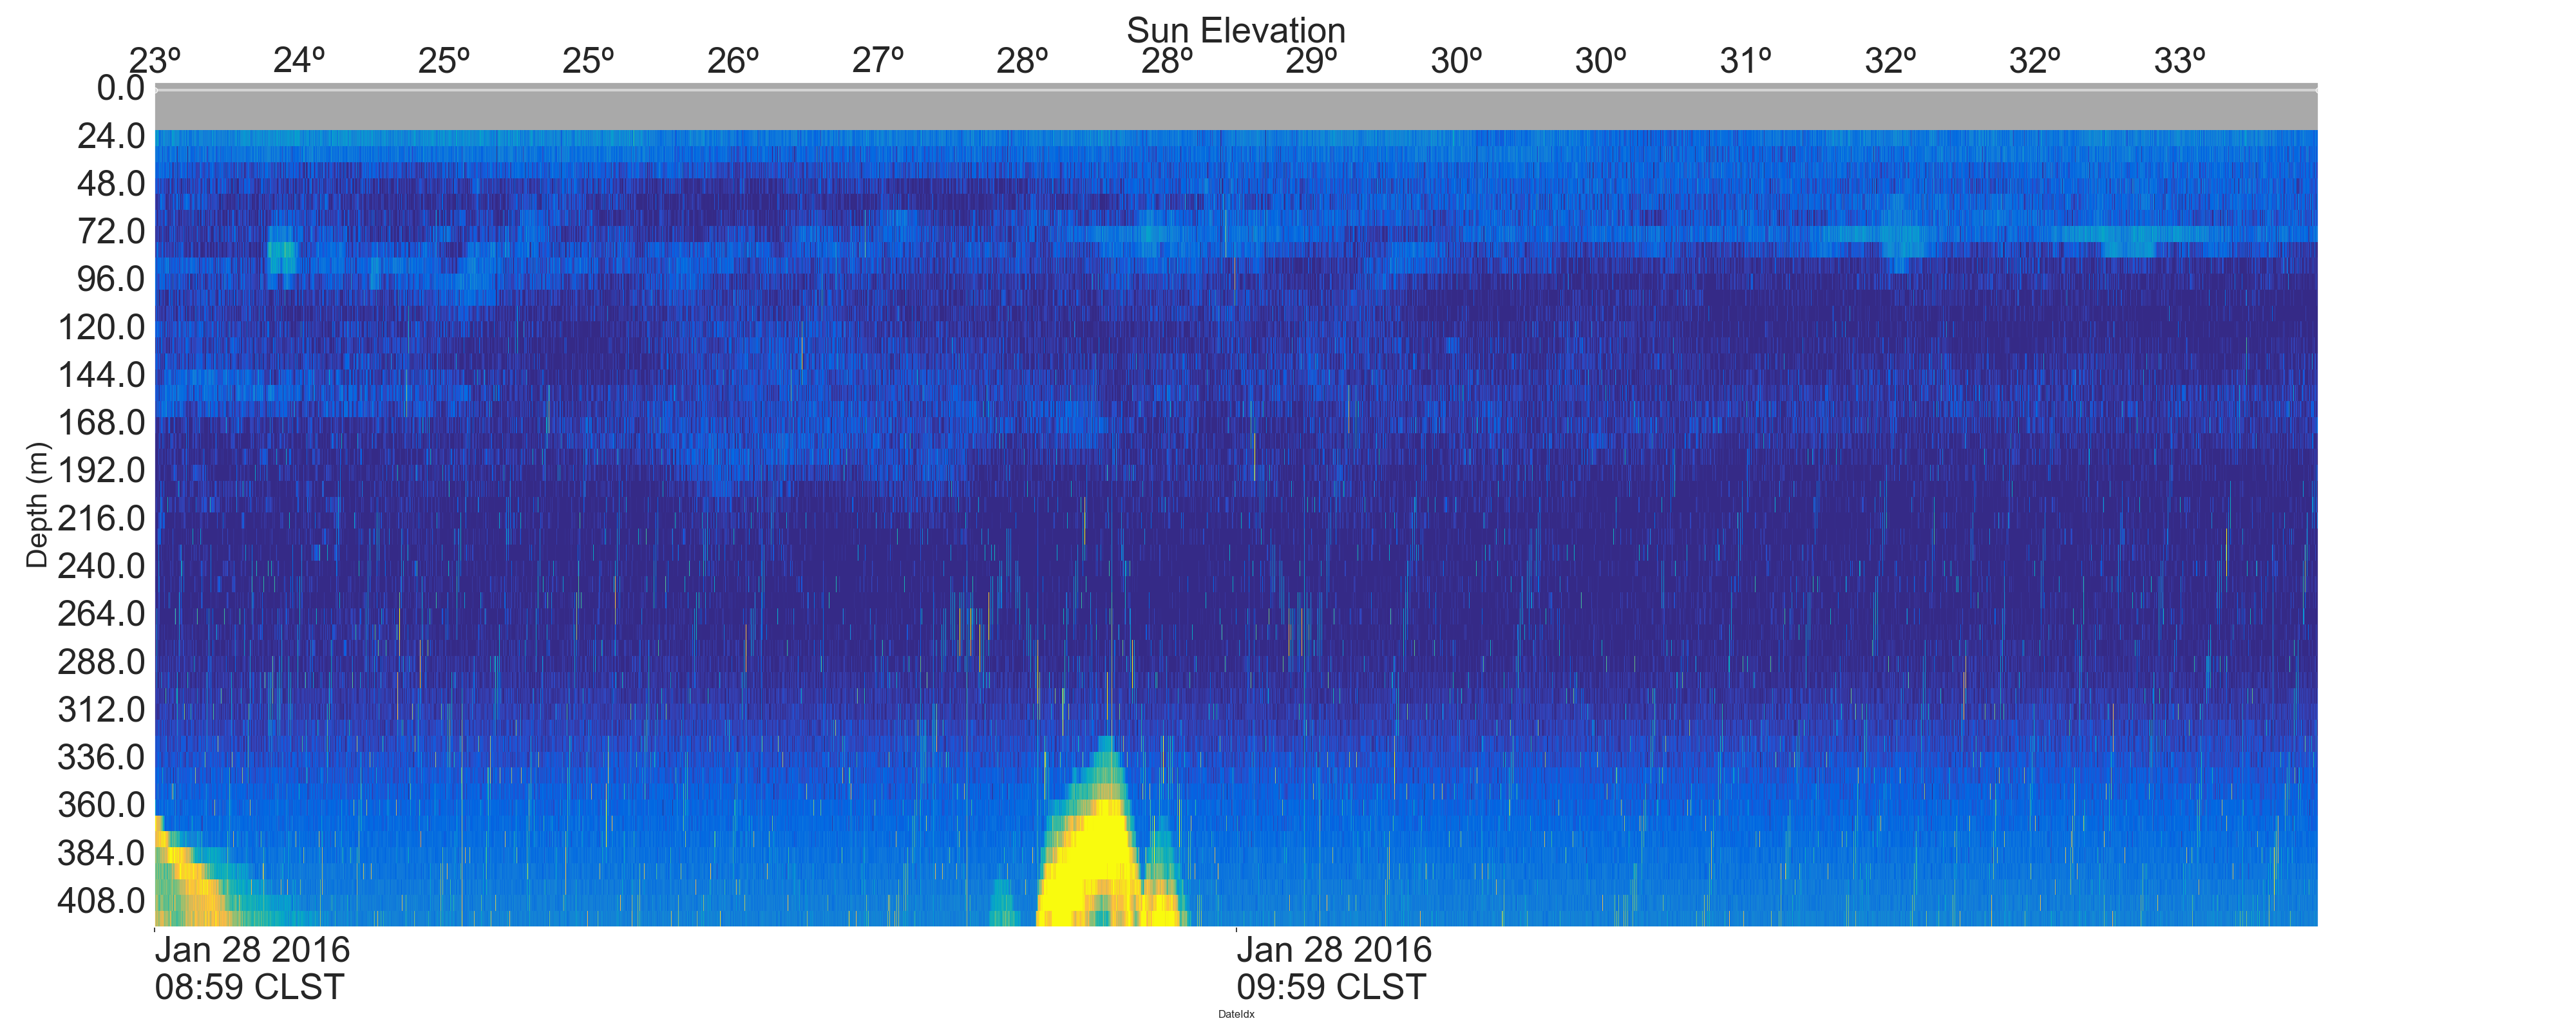 Sun Elevation
23º 24º 25º 25º 26º 27º 28º 28º 29º 30º 30º 31º 32º 32º 33º
0.0
24.0
48.0
72.0
96.0
120.0
144.0
168.0
192.0
216.0
240.0
264.0
288.0
312.0
336.0
360.0
384.0
408.0
Depth (m)
Jan 28 2016
08:59 CLST
Jan 28 2016
09:59 CLST
DateIdx